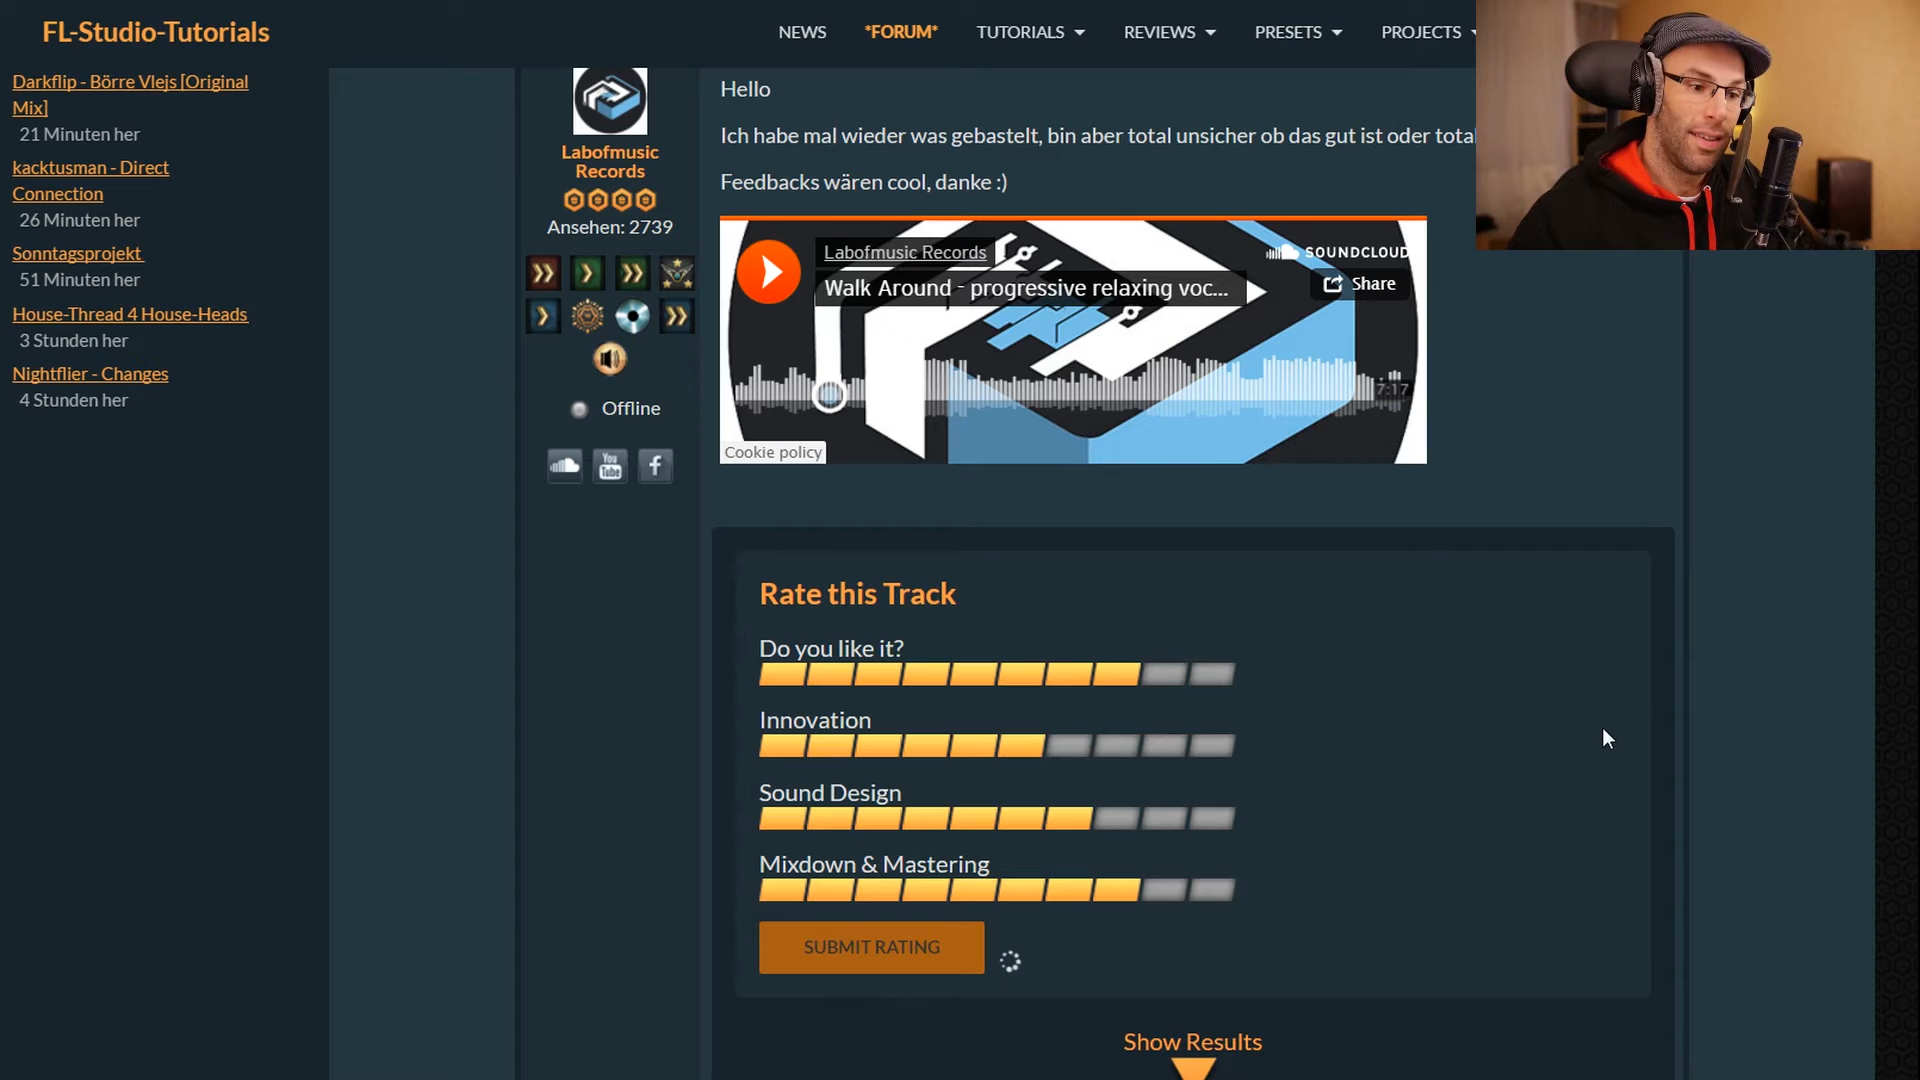 FL-Studio-Tutorials
NEWS
*FORUM*
TUTORIALS
REVIEWS
PRESETS
PROJECTS
Darkflip - Börre Vlejs [Original
Mix]
21 Minuten her
kacktusman - Direct
Connection
26 Minuten her
Sonntagsprojekt
51 Minuten her
House-Thread 4 House-Heads
3 Stunden her
Nightflier - Changes
4 Stunden her
Labofmusic
Records
Ansehen: 2739
Offline
You
Tube
f
Hello
Ich habe mal wieder was gebastelt, bin aber total unsicher ob das gut ist oder total
Feedbacks wären cool, danke :)
Labofmusic Records
SOUNDCLOUD
Walk Around - progressive relaxing voc...
Share
7:17
Cookie policy
Rate this Track
Do you like it?
Innovation
Sound Design
Mixdown & Mastering
SUBMIT RATING
Show Results